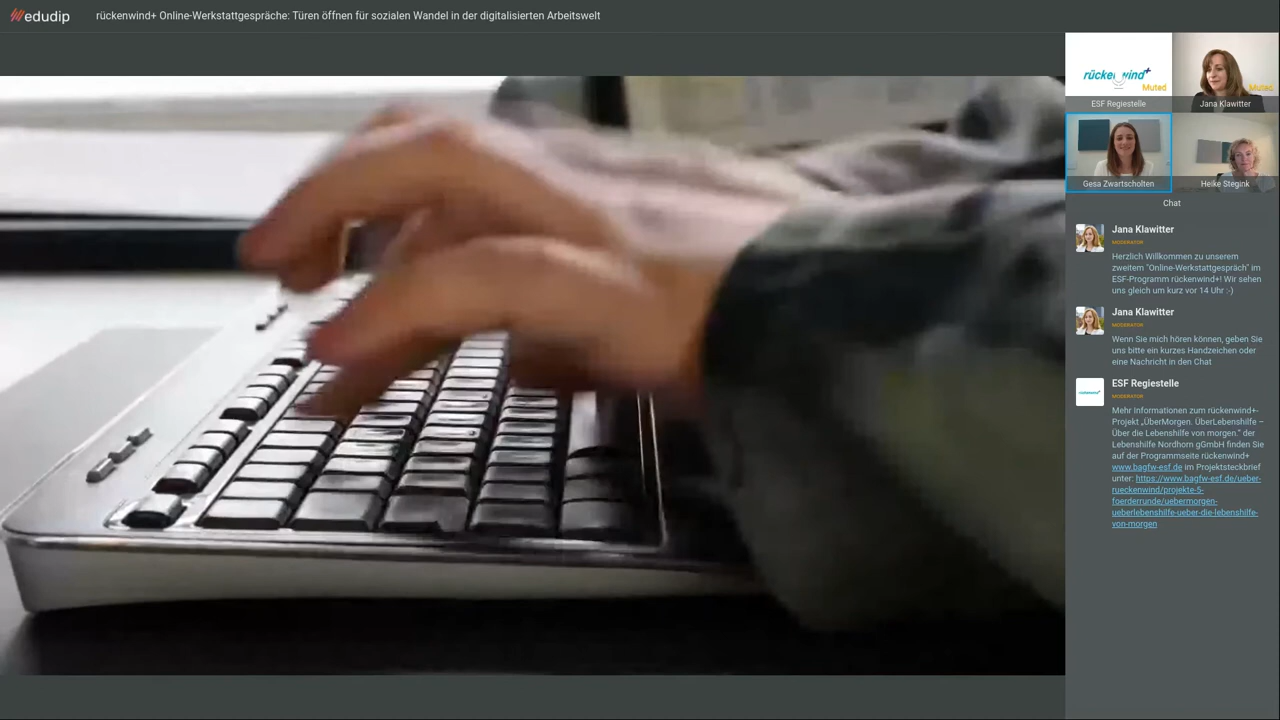 edudip
rückenwind+ Online-Werkstattgespräche: Türen öffnen für sozialen Wandel in der digitalisierten Arbeitswelt
Muted
ESF Regiestelle
Muted
Jana Klawitter
Gesa Zwartscholten
Heike Stegink
Chat
Jana Klawitter
MODERATOR
Herzlich Willkommen zu unserem
zweitem "Online-Werkstattgespräch" im
ESF-Programm rückenwind+! Wir sehen
uns gleich um kurz vor 14 Uhr :-)
Jana Klawitter
MODERATOR
Wenn Sie mich hören können, geben Sie
uns bitte ein kurzes Handzeichen oder
eine Nachricht in den Chat
ESF Regiestelle
MODERATOR
Mehr Informationen zum rückenwind+-
Projekt „ÜberMorgen. ÜberLebenshilfe –
Über die Lebenshilfe von morgen." der
Lebenshilfe Nordhorn gGmbH finden Sie
auf der Programmseite rückenwind+
www.bagfw-esf.de im Projektsteckbrief
unter: https://www.bagfw-esf.de/ueber-
rueckenwind/projekte-5-
foerderrunde/uebermorgen-
ueberlebenshilfe-ueber-die-lebenshilfe-
von-morgen